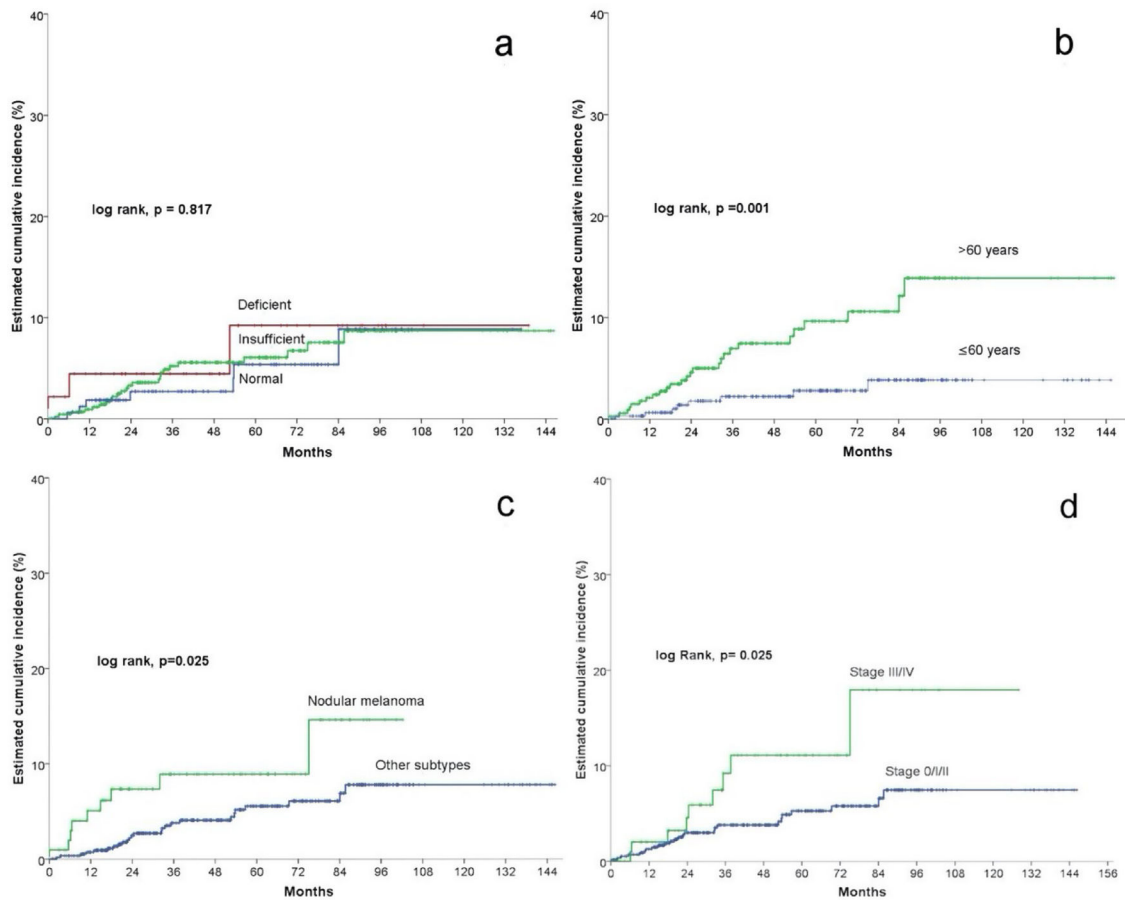 a
Estimated cumulative incidence (%)
40
30
20
10
0
log rank, p = 0.817
Deficient
Insufficient
Normal
0 12 24 36 48 60 72 84 96 108 120 132 144
Months
b
Estimated cumulative incidence (%)
40
30
20
10
0
log rank, p =0.001
>60 years
≤60 years
0 12 24 36 48 60 72 84 96 108 120 132 144
Months
c
Estimated cumulative incidence (%)
40
30
20
10
0
log rank, p=0.025
Nodular melanoma
Other subtypes
0 12 24 36 48 60 72 84 96 108 120 132 144
Months
d
Estimated cumulative incidence (%)
40
30
20
10
0
log Rank, p= 0.025
Stage III/IV
Stage 0/I/II
0 12 24 36 48 60 72 84 96 108 120 132 144 156
Months